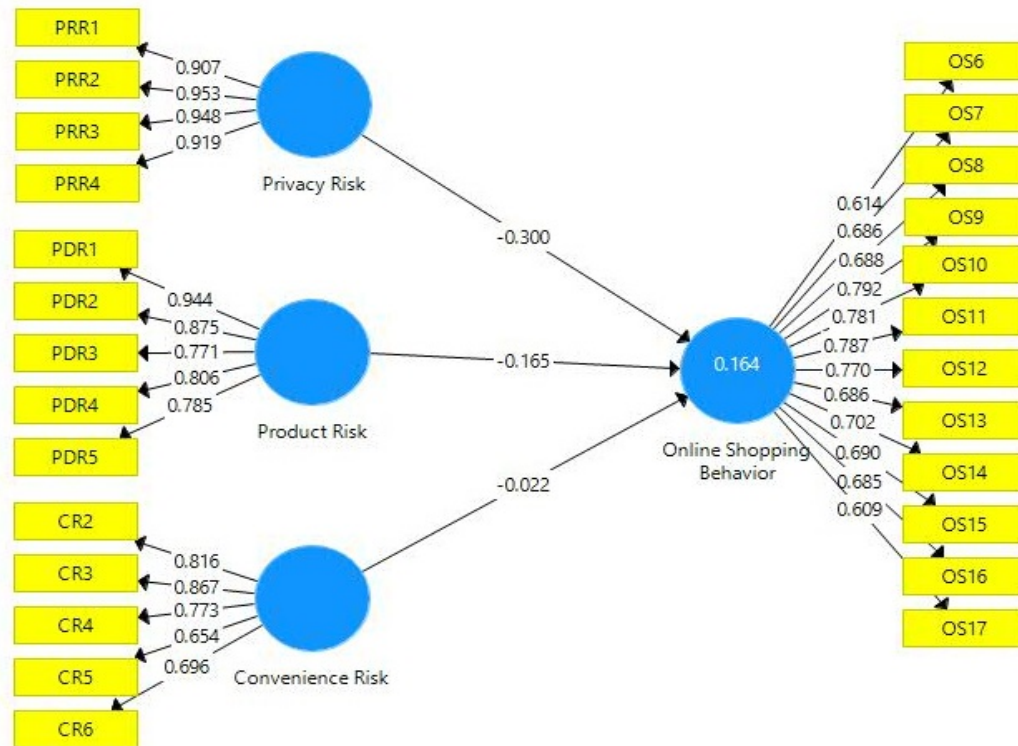 PRR1
PRR2
PRR3
PRR4
0.907
0.953
0.948
0.919
Privacy Risk
-0.300
PDR1
PDR2
PDR3
PDR4
PDR5
0.944
0.875
0.771
0.806
0.785
Product Risk
-0.165
CR2
CR3
CR4
CR5
CR6
0.816
0.867
0.773
0.654
0.696
Convenience Risk
-0.022
0.164
Online Shopping
Behavior
0.614
0.686
0.688
0.792
0.781
0.787
0.770
0.686
0.702
0.690
0.685
0.609
OS6
OS7
OS8
OS9
OS10
OS11
OS12
OS13
OS14
OS15
OS16
OS17